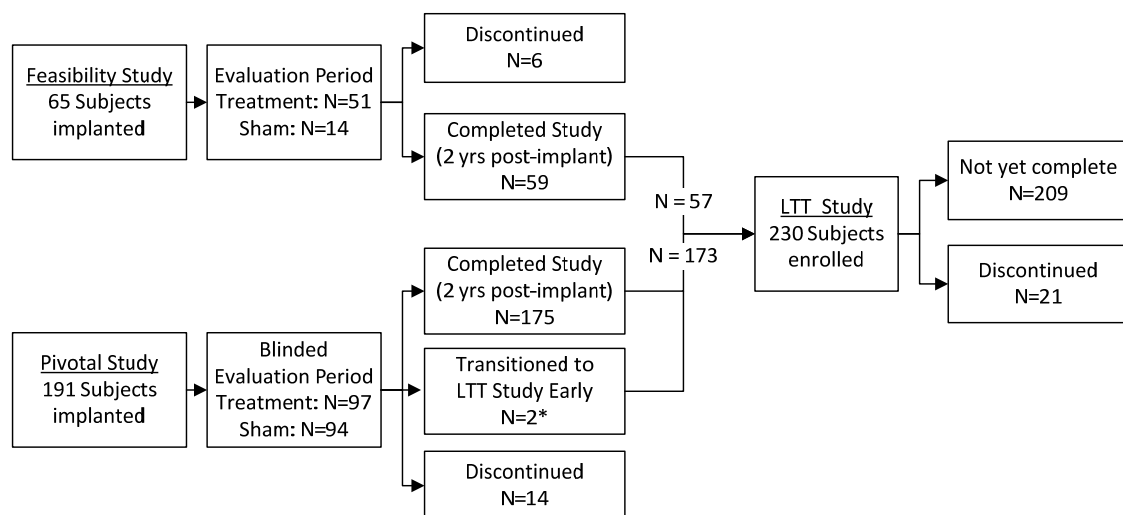 Feasibility Study
65 Subjects
implanted
Evaluation Period
Treatment: N=51
Sham: N=14
Discontinued
N=6
Completed Study
(2 yrs post-implant)
N=59
N = 57
N = 173
LTT Study
230 Subjects
enrolled
Not yet complete
N=209
Discontinued
N=21
Pivotal Study
191 Subjects
implanted
Blinded
Evaluation Period
Treatment: N=97
Sham: N=94
Completed Study
(2 yrs post-implant)
N=175
Transitioned to
LTT Study Early
N=2*
Discontinued
N=14